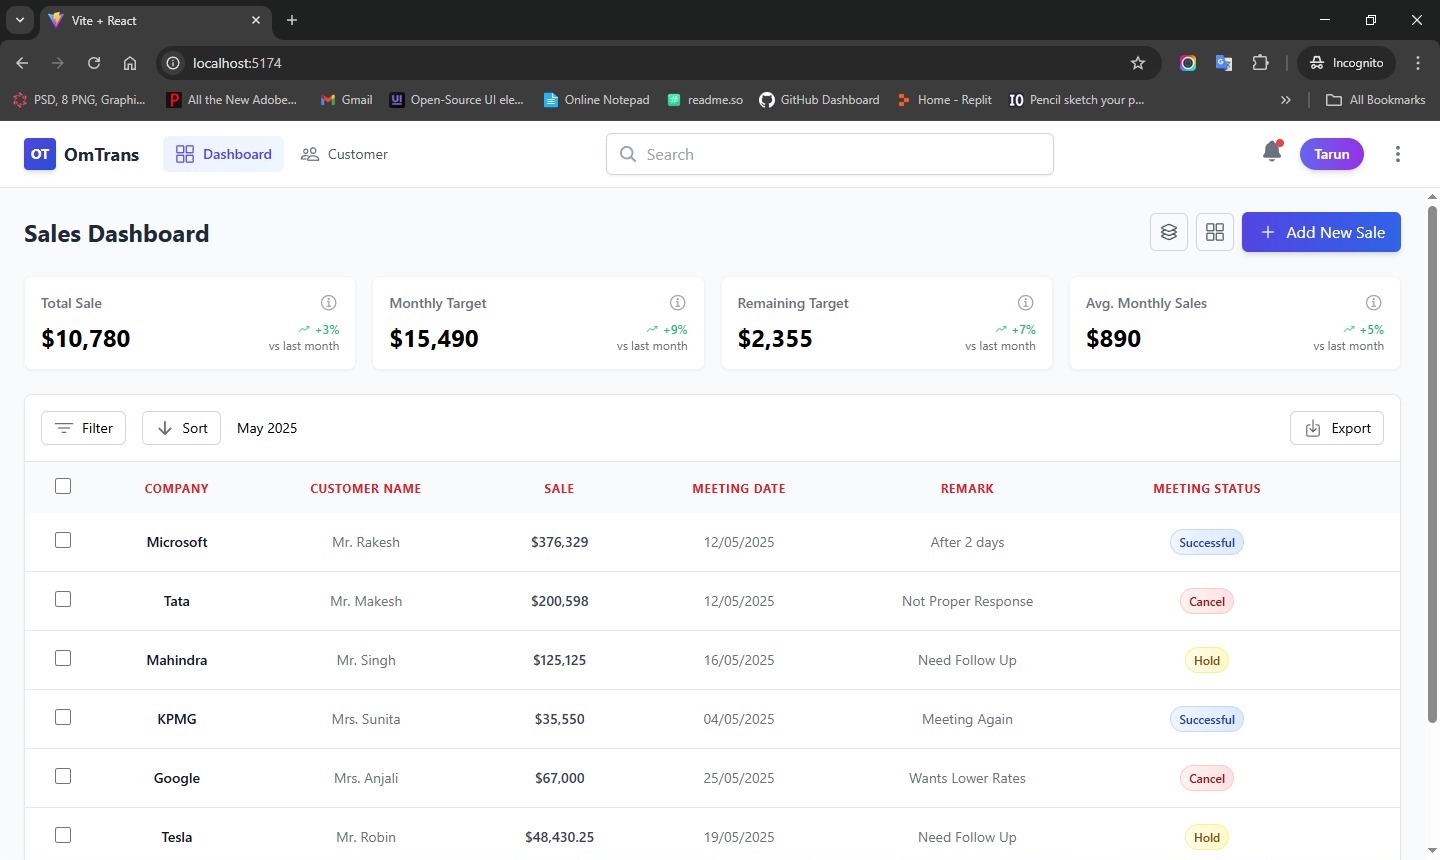 Vite + React
localhost:5174
Incognito
PSD, 8 PNG, Graphi...
All the New Adobe...
Gmail
UI Open-Source UI ele...
Online Notepad
readme.so
GitHub Dashboard
Home - Replit
IO Pencil sketch your p...
All Bookmarks
OT OmTrans
Dashboard
Customer
Search
Tarun
Sales Dashboard
+ Add New Sale
Total Sale
$10,780
+3%
vs last month
Monthly Target
$15,490
+9%
vs last month
Remaining Target
$2,355
+7%
vs last month
Avg. Monthly Sales
$890
+5%
vs last month
Filter
Sort
May 2025
Export
COMPANY CUSTOMER NAME SALE MEETING DATE REMARK MEETING STATUS
Microsoft Mr. Rakesh $376,329 12/05/2025 After 2 days Successful
Tata Mr. Makesh $200,598 12/05/2025 Not Proper Response Cancel
Mahindra Mr. Singh $125,125 16/05/2025 Need Follow Up Hold
KPMG Mrs. Sunita $35,550 04/05/2025 Meeting Again Successful
Google Mrs. Anjali $67,000 25/05/2025 Wants Lower Rates Cancel
Tesla Mr. Robin $48,430.25 19/05/2025 Need Follow Up Hold